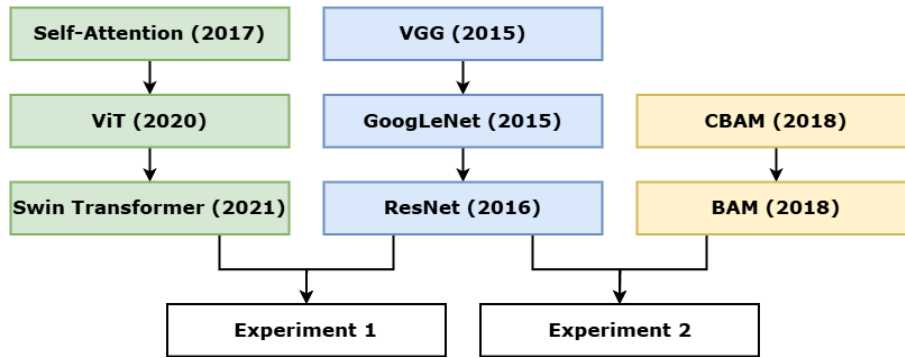 Self-Attention (2017)
VGG (2015)
ViT (2020)
GoogLeNet (2015)
CBAM (2018)
Swin Transformer (2021)
ResNet (2016)
BAM (2018)
Experiment 1
Experiment 2